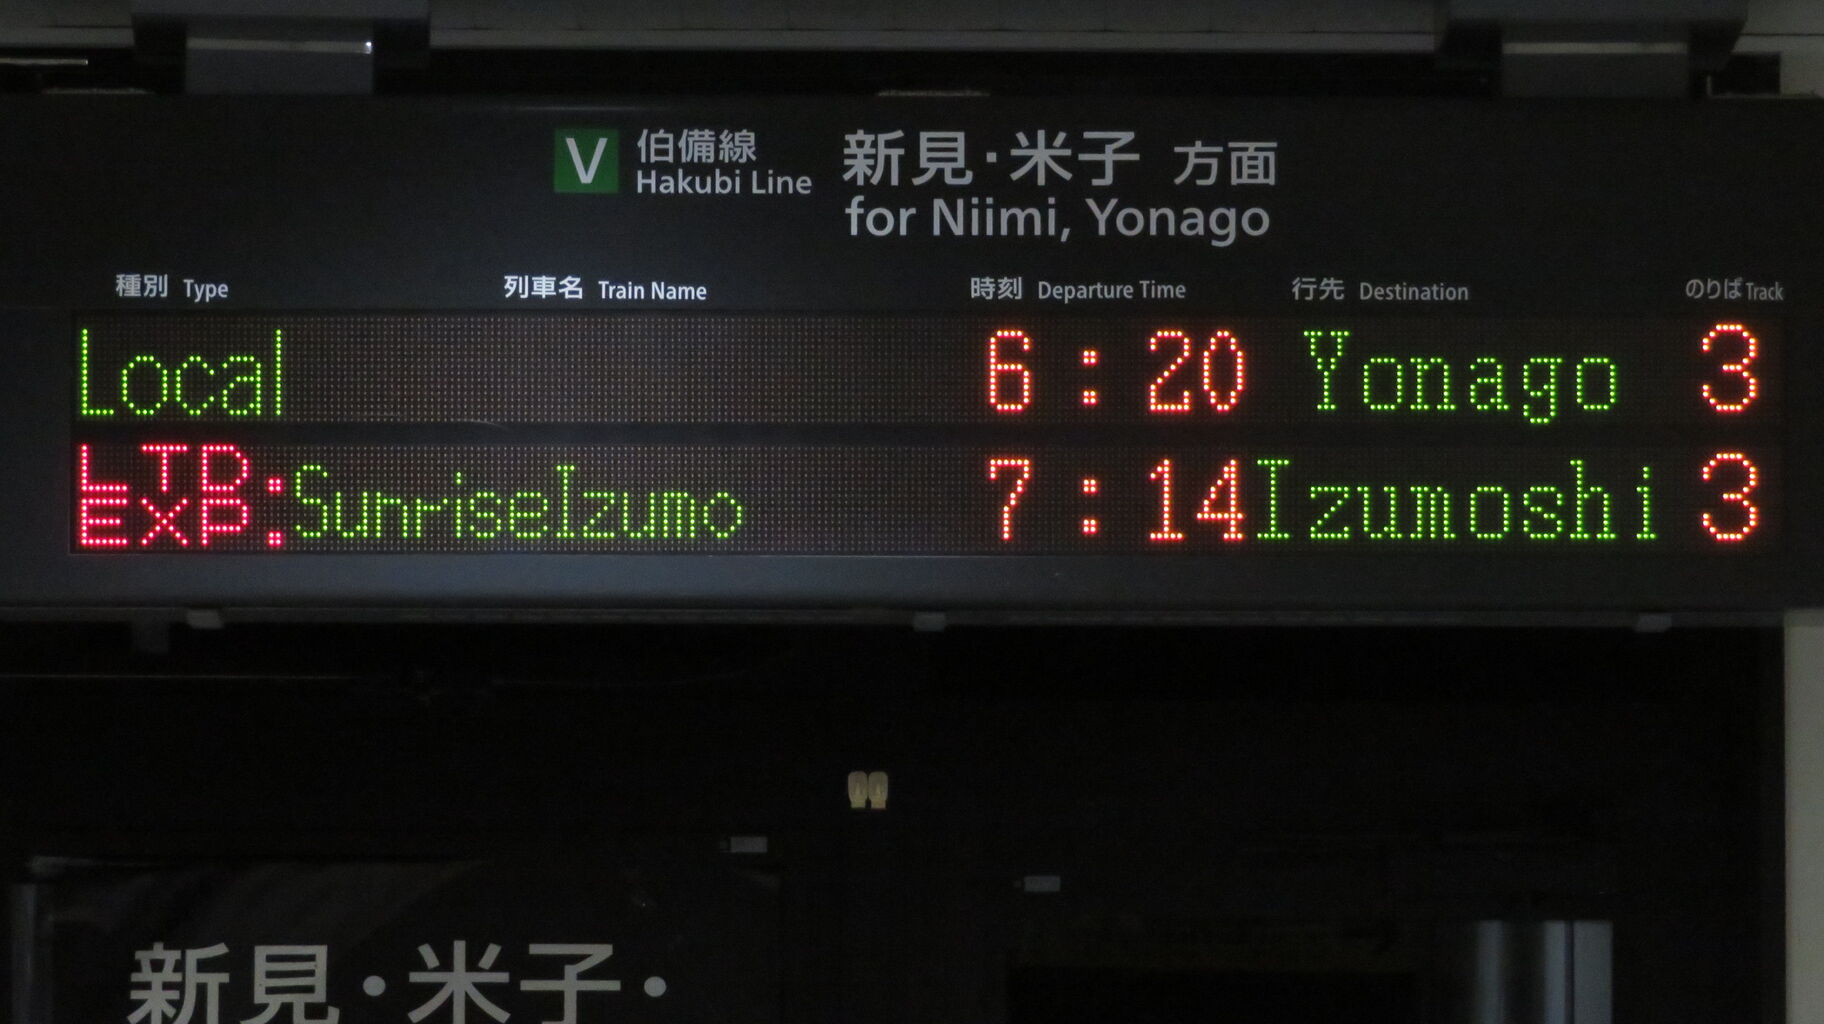 V 伯備線 新見・米子 方面
Hakubi Line for Niimi, Yonago
種別 Type 列車名 Train Name 時刻 Departure Time 行先 Destination のりば Track
Local 6:20 Yonago 3
LTD. EXP. SunriseIzumo 7:14 Izumoshi 3
新見・米子・